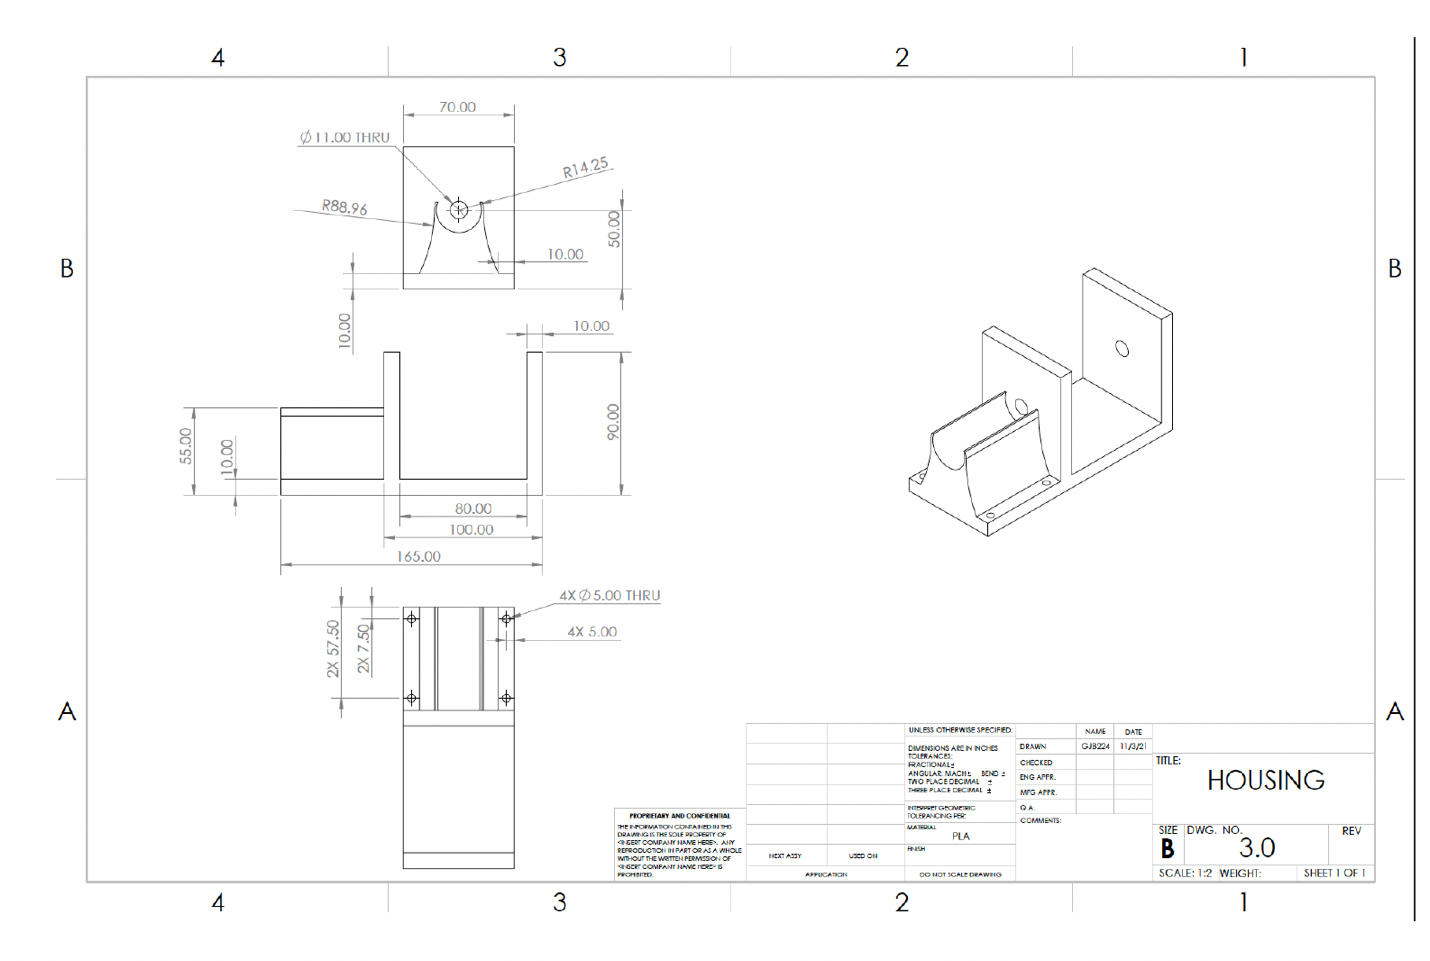 4 3 2 1
70.00
Ø11.00 THRU
R14.25
R88.96
50.00
10.00
B B
10.00
10.00
90.00
55.00
10.00
80.00
100.00
165.00
4X Ø5.00 THRU
4X 5.00
2X 57.50
2X 7.50
A A
UNLESS OTHERWISE SPECIFIED:
DIMENSIONS ARE IN INCHES
TOLERANCES:
FRACTIONAL±
ANGULAR: MACH± BEND ±
TWO PLACE DECIMAL ±
THREE PLACE DECIMAL ±
INTERPRET GEOMETRIC
TOLERANCING PER:
MATERIAL
PLA
FINISH
DO NOT SCALE DRAWING
NAME DATE
DRAWN GJB224 11/3/21
CHECKED
ENG APPR.
MFG APPR.
Q.A.
COMMENTS:
TITLE:
HOUSING
SIZE DWG. NO. REV
B 3.0
SCALE: 1:2 WEIGHT: SHEET 1 OF 1
PROPRIETARY AND CONFIDENTIAL
THE INFORMATION CONTAINED IN THIS
DRAWING IS THE SOLE PROPERTY OF
<INSERT COMPANY NAME HERE>. ANY
REPRODUCTION IN PART OR AS A WHOLE
WITHOUT THE WRITTEN PERMISSION OF
<INSERT COMPANY NAME HERE> IS
PROHIBITED.
NEXT ASSY USED ON
APPLICATION
4 3 2 1